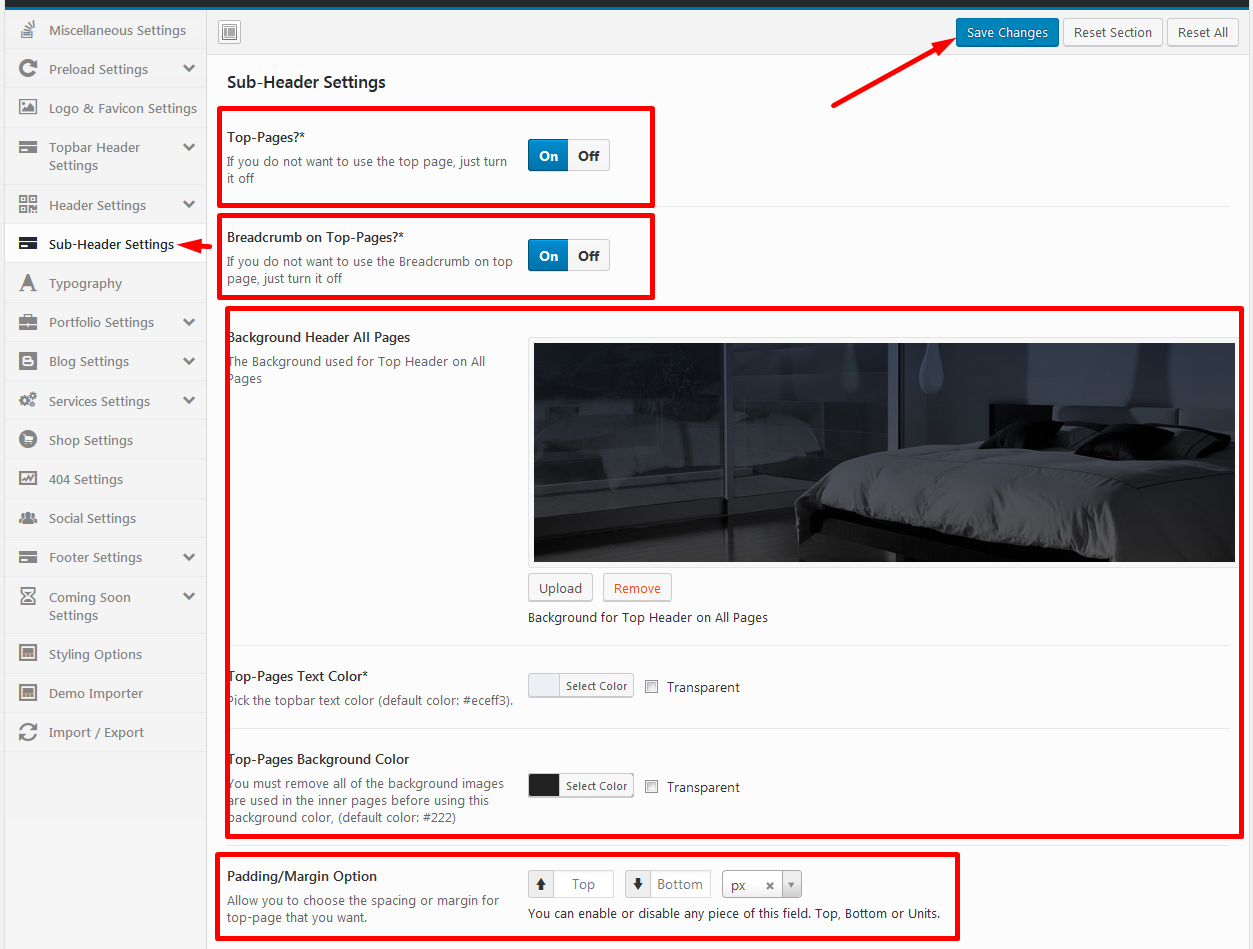 Miscellaneous Settings
Preload Settings
Logo & Favicon Settings
Topbar Header
Settings
Header Settings
Sub-Header Settings
Typography
Portfolio Settings
Blog Settings
Services Settings
Shop Settings
404 Settings
Social Settings
Footer Settings
Coming Soon
Settings
Styling Options
Demo Importer
Import / Export
Save Changes Reset Section Reset All
Sub-Header Settings
Top-Pages?*
If you do not want to use the top page, just turn
it off
On Off
Breadcrumb on Top-Pages?*
If you do not want to use the Breadcrumb on top
page, just turn it off
On Off
Background Header All Pages
The Background used for Top Header on All
Pages
Upload Remove
Background for Top Header on All Pages
Top-Pages Text Color*
Pick the topbar text color (default color: #eceff3).
Select Color Transparent
Top-Pages Background Color
You must remove all of the background images
are used in the inner pages before using this
background color, (default color: #222)
Select Color Transparent
Padding/Margin Option
Allow you to choose the spacing or margin for
top-page that you want.
Top Bottom px
You can enable or disable any piece of this field. Top, Bottom or Units.